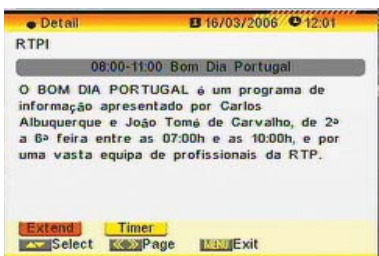 Detail 16/03/2006 12:01
RTPI
08:00-11:00 Bom Dia Portugal
O BOM DIA PORTUGAL é um programa de
informação apresentado por Carlos
Albuquerque e João Tomé de Carvalho, de 2ª
a 6ª feira entre as 07:00h e as 10:00h, e por
uma vasta equipa de profissionais da RTP.
Extend Timer
Select Page MENU Exit